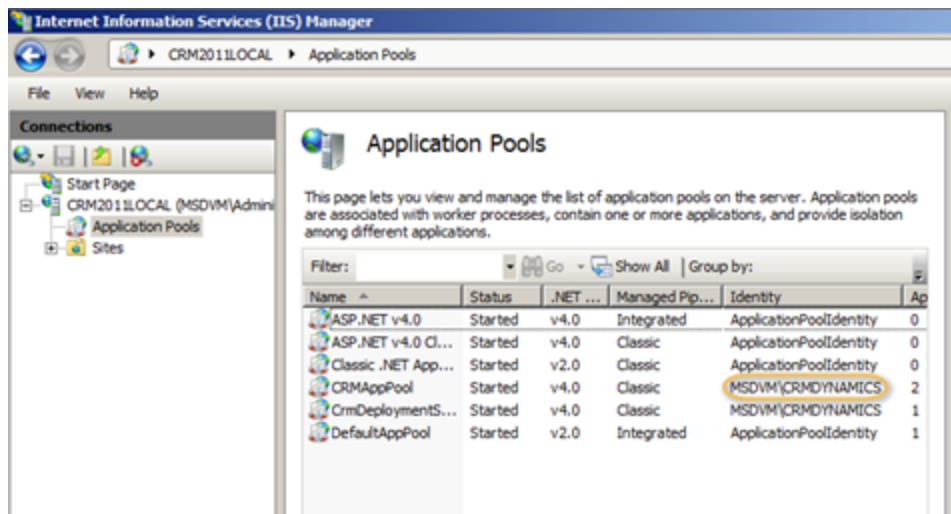 Internet Information Services (IIS) Manager
CRM2011LOCAL Application Pools
File View Help
Connections
Start Page
CRM2011LOCAL (MSDVM\Admini
Application Pools
Sites
Application Pools
This page lets you view and manage the list of application pools on the server. Application pools
are associated with worker processes, contain one or more applications, and provide isolation
among different applications.
Filter: Go Show All Group by:
Name Status .NET ... Managed Pip... Identity Ap
ASP.NET v4.0 Started v4.0 Integrated ApplicationPoolIdentity 0
ASP.NET v4.0 Cl... Started v4.0 Classic ApplicationPoolIdentity 0
Classic .NET App... Started v2.0 Classic ApplicationPoolIdentity 0
CRMAppPool Started v4.0 Classic MSDVM\CRMDYNAMICS 2
CrmDeploymentS... Started v4.0 Classic MSDVM\CRMDYNAMICS 1
DefaultAppPool Started v2.0 Integrated ApplicationPoolIdentity 1